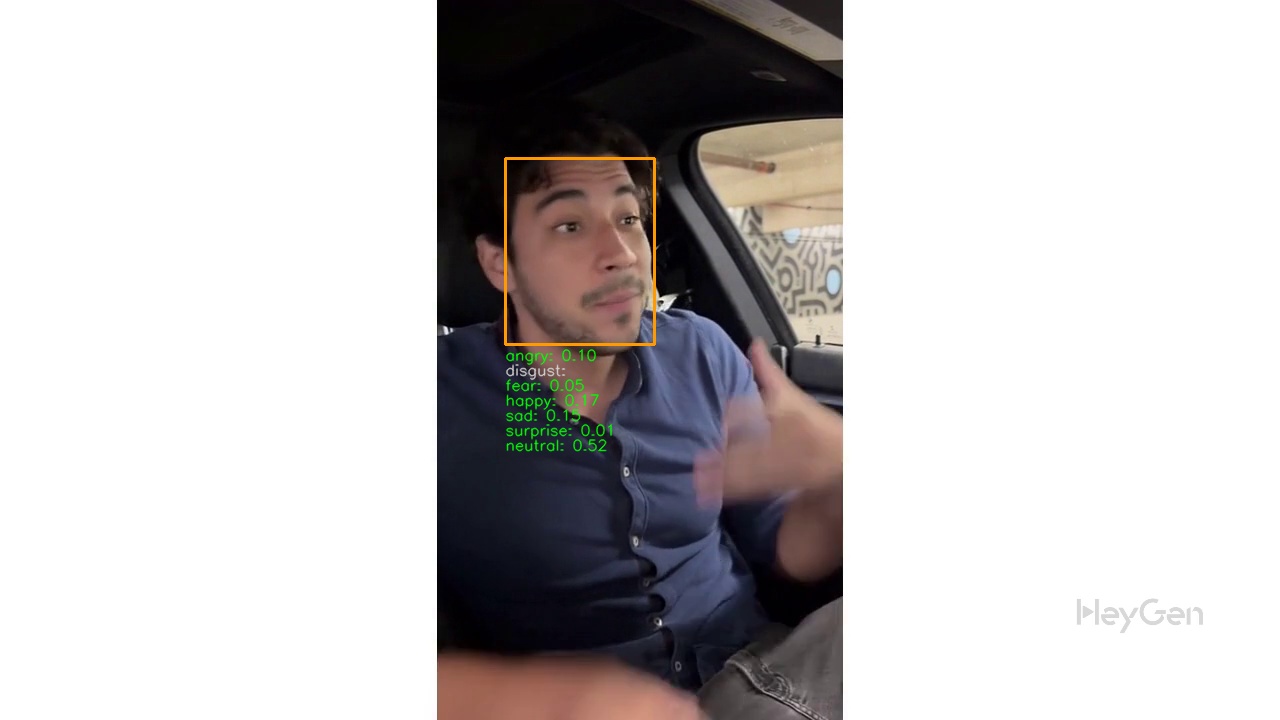 angry: 0.10
disgust:
fear: 0.05
happy: 0.17
sad: 0.15
surprise: 0.01
neutral: 0.52
HeyGen